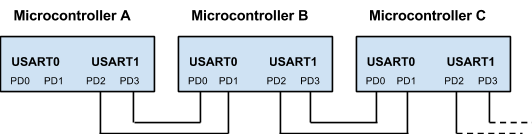 Microcontroller A Microcontroller B Microcontroller C
USART0 USART1 USART0 USART1 USART0 USART1
PD0 PD1 PD2 PD3 PD0 PD1 PD2 PD3 PD0 PD1 PD2 PD3